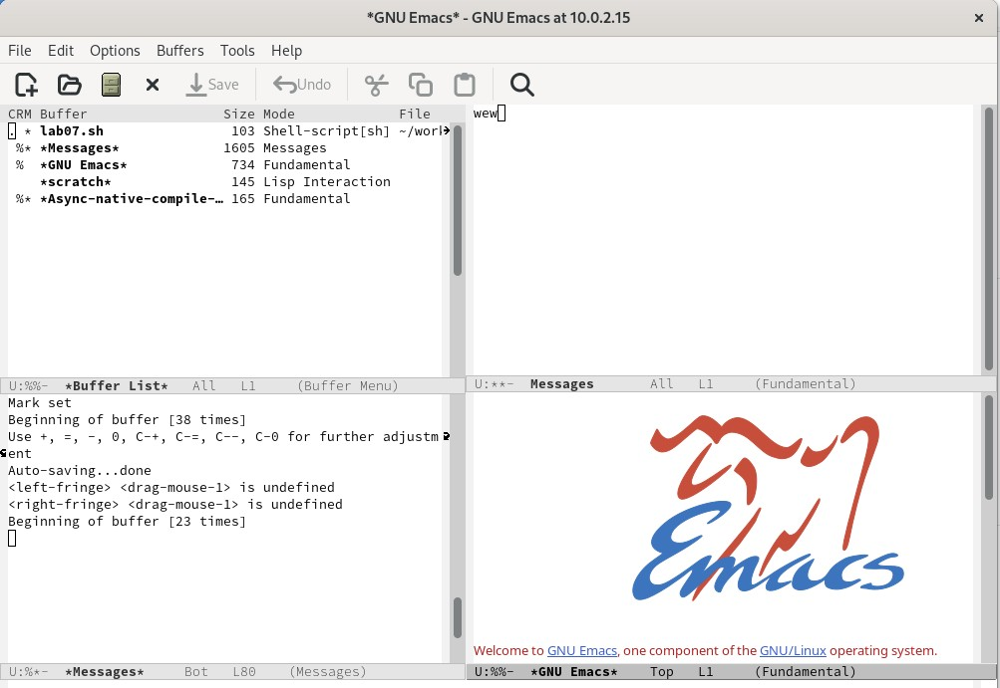 *GNU Emacs* - GNU Emacs at 10.0.2.15
File Edit Options Buffers Tools Help
Save Undo
CRM Buffer Size Mode File
. * lab07.sh 103 Shell-script[sh] ~/work
%* *Messages* 1605 Messages
% *GNU Emacs* 734 Fundamental
*scratch* 145 Lisp Interaction
%* *Async-native-compile-… 165 Fundamental
U:%%- *Buffer List* All L1 (Buffer Menu)
wew
U:**- Messages All L1 (Fundamental)
Mark set
Beginning of buffer [38 times]
Use +, =, -, 0, C-+, C-=, C--, C-0 for further adjustm
ent
Auto-saving...done
<left-fringe> <drag-mouse-1> is undefined
<right-fringe> <drag-mouse-1> is undefined
Beginning of buffer [23 times]
U:%*- *Messages* Bot L80 (Messages)
Emacs
Welcome to GNU Emacs, one component of the GNU/Linux operating system.
U:%%- *GNU Emacs* Top L1 (Fundamental)